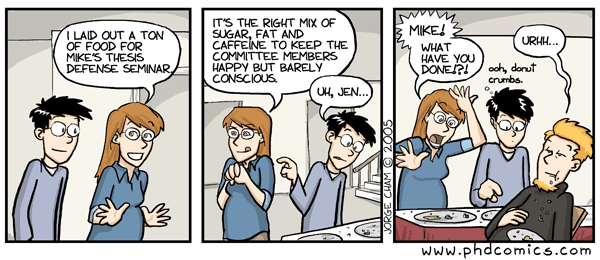 I LAID OUT A TON
OF FOOD FOR
MIKE'S THESIS
DEFENSE SEMINAR.
IT'S THE RIGHT MIX OF
SUGAR, FAT AND
CAFFEINE TO KEEP THE
COMMITTEE MEMBERS
HAPPY BUT BARELY
CONSCIOUS.
UH, JEN...
JORGE CHAM © 2005
MIKE!
WHAT
HAVE YOU
DONE!?!
ooh, donut
crumbs.
URHH...
www.phdcomics.com